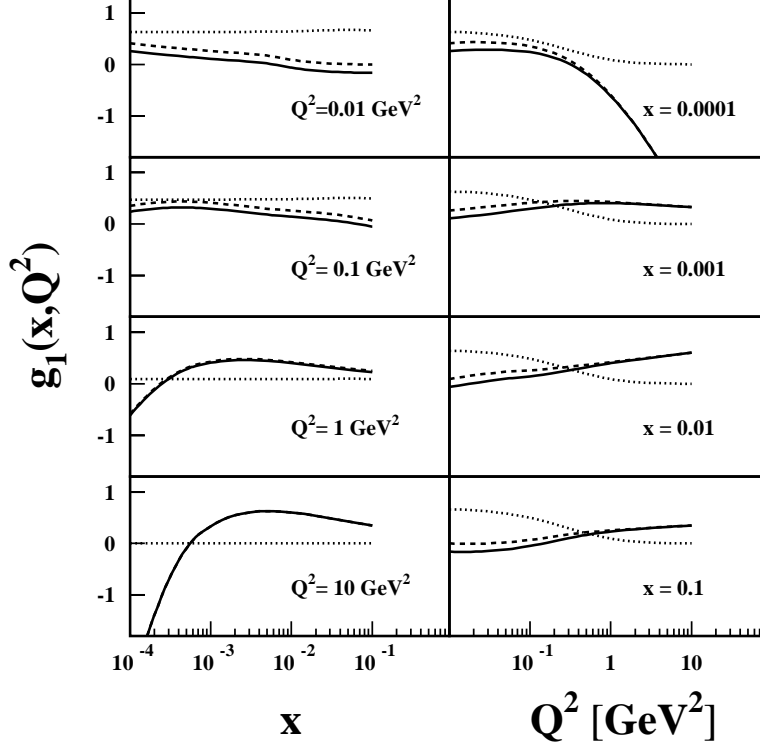 1
0
-1
Q²=0.01 GeV²
x = 0.0001
1
0
-1
Q²= 0.1 GeV²
x = 0.001
g₁(x,Q²)
1
0
-1
Q²= 1 GeV²
x = 0.01
1
0
-1
Q²= 10 GeV²
x = 0.1
10⁻⁴ 10⁻³ 10⁻² 10⁻¹ 10⁻¹ 1 10
x Q² [GeV²]